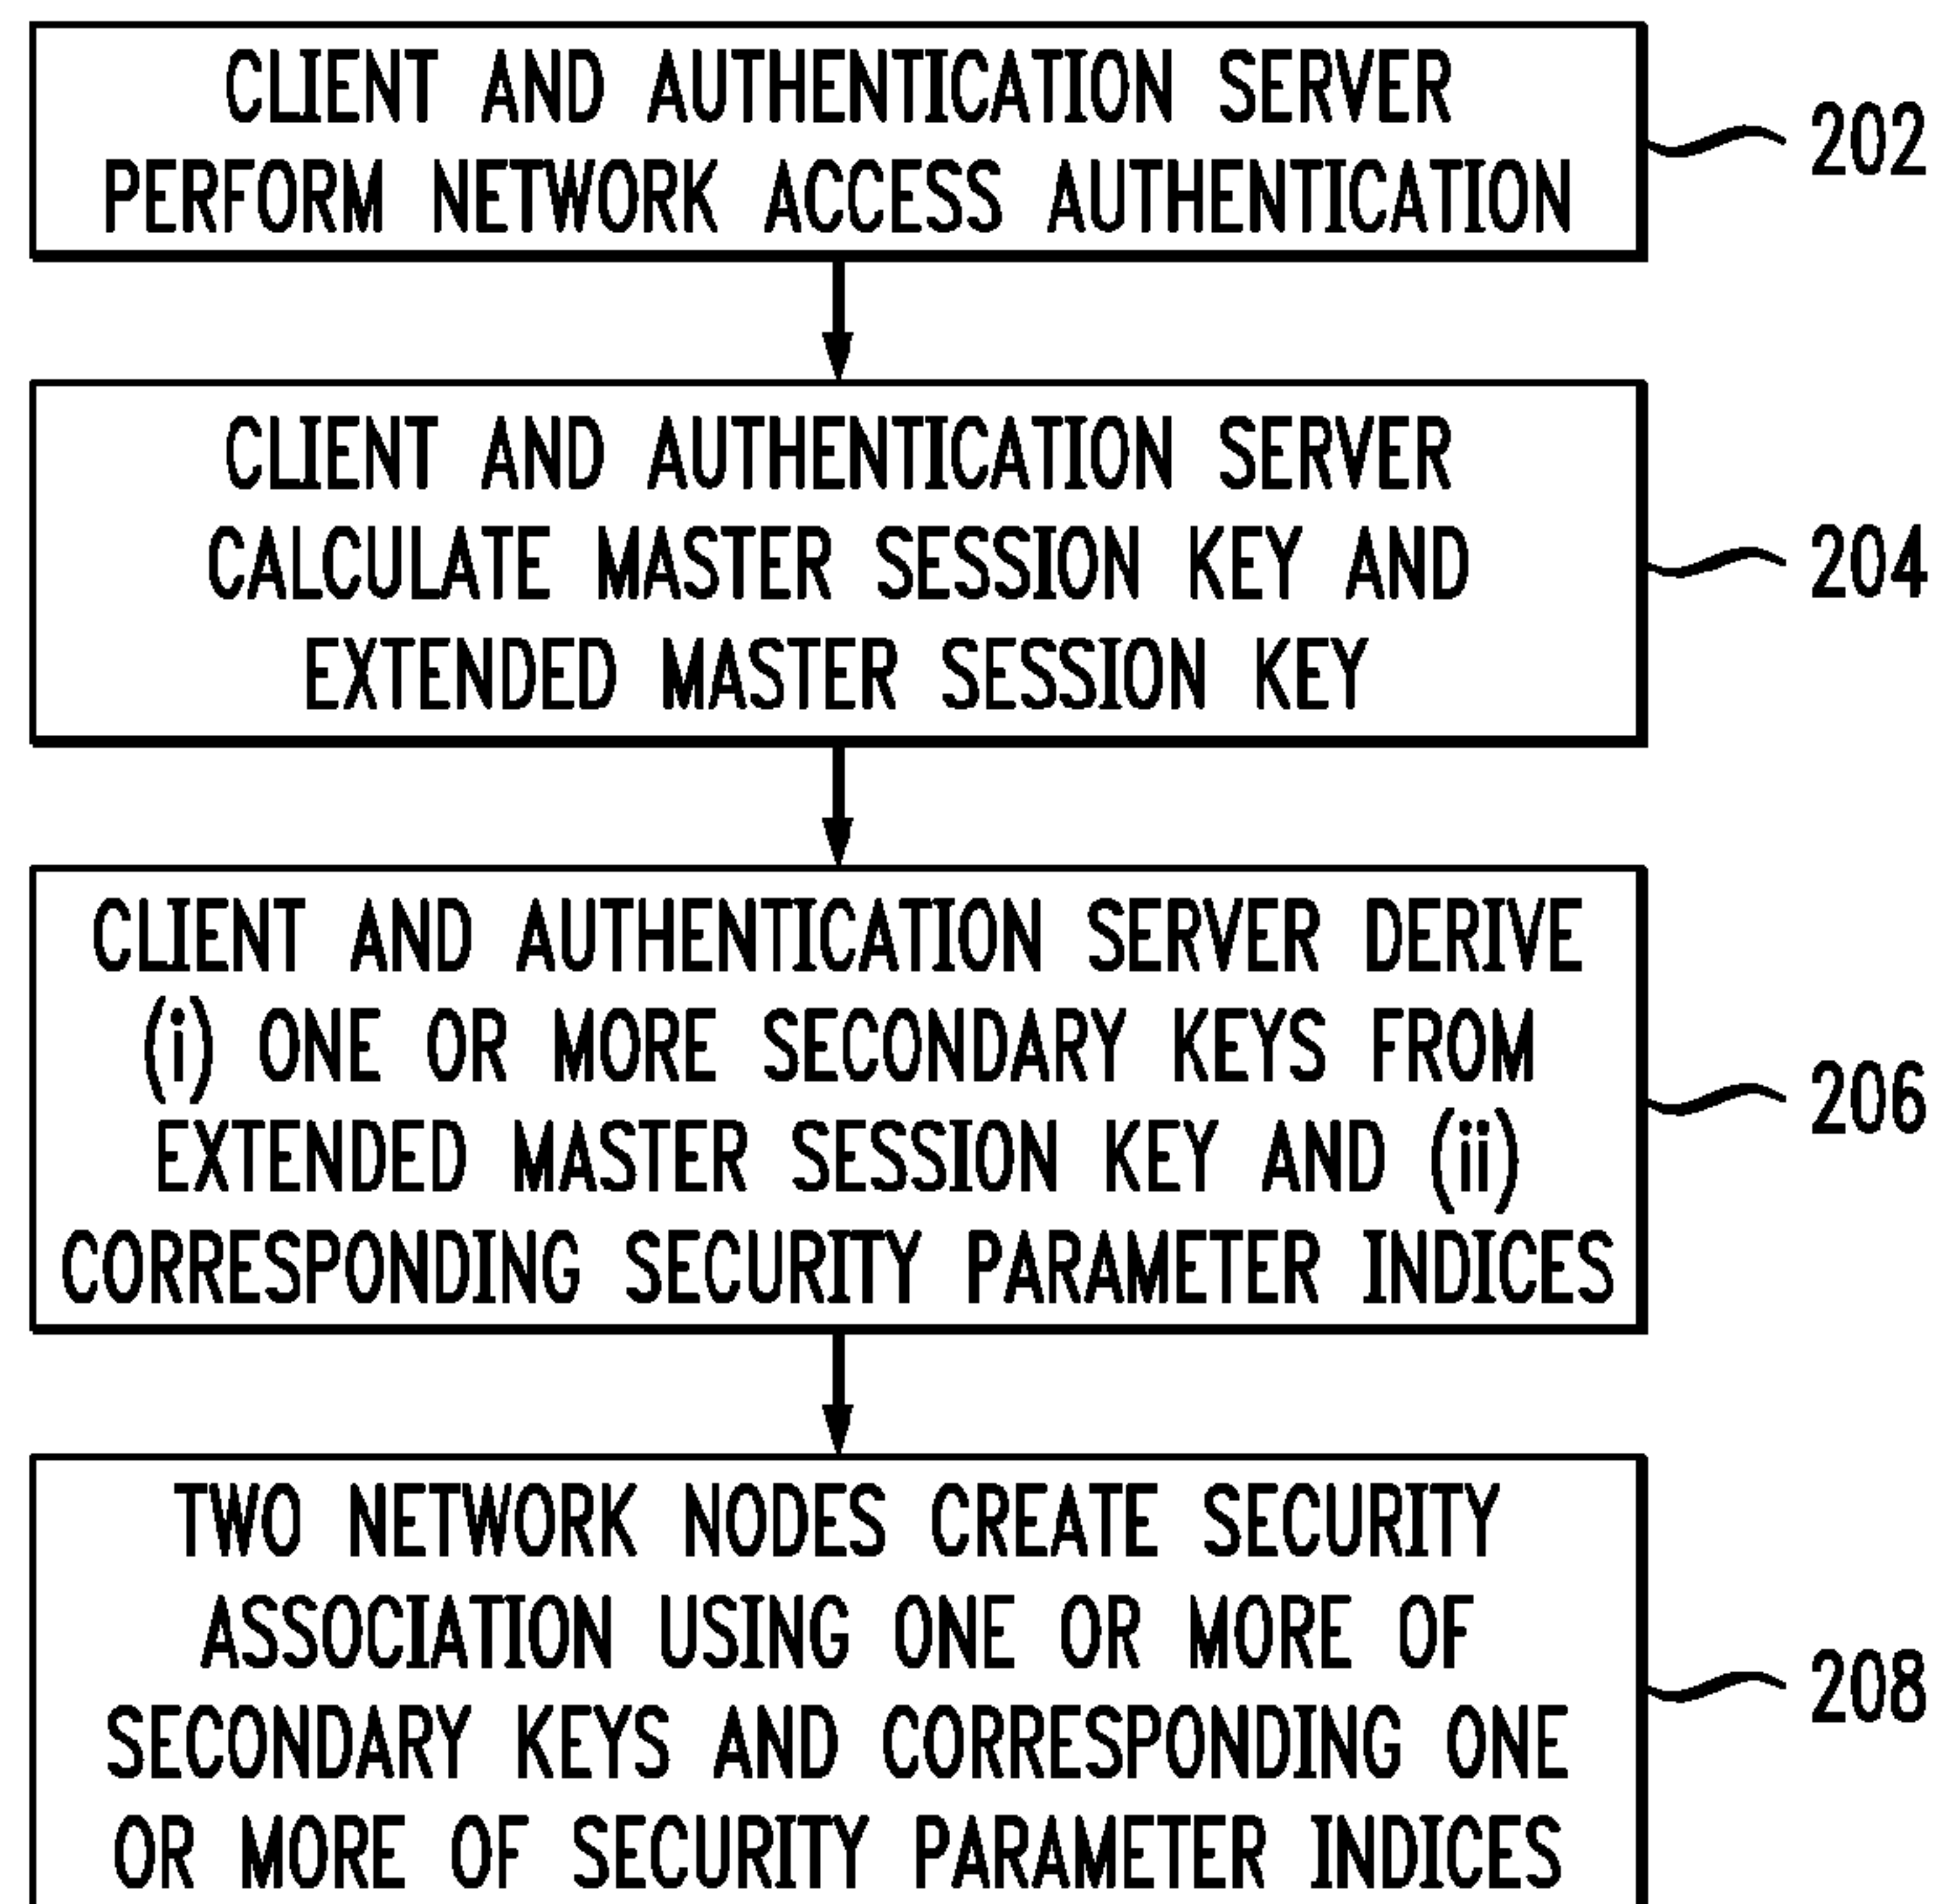 CLIENT AND AUTHENTICATION SERVER
PERFORM NETWORK ACCESS AUTHENTICATION
202
CLIENT AND AUTHENTICATION SERVER
CALCULATE MASTER SESSION KEY AND
EXTENDED MASTER SESSION KEY
204
CLIENT AND AUTHENTICATION SERVER DERIVE
(i) ONE OR MORE SECONDARY KEYS FROM
EXTENDED MASTER SESSION KEY AND (ii)
CORRESPONDING SECURITY PARAMETER INDICES
206
TWO NETWORK NODES CREATE SECURITY
ASSOCIATION USING ONE OR MORE OF
SECONDARY KEYS AND CORRESPONDING ONE
OR MORE OF SECURITY PARAMETER INDICES
208